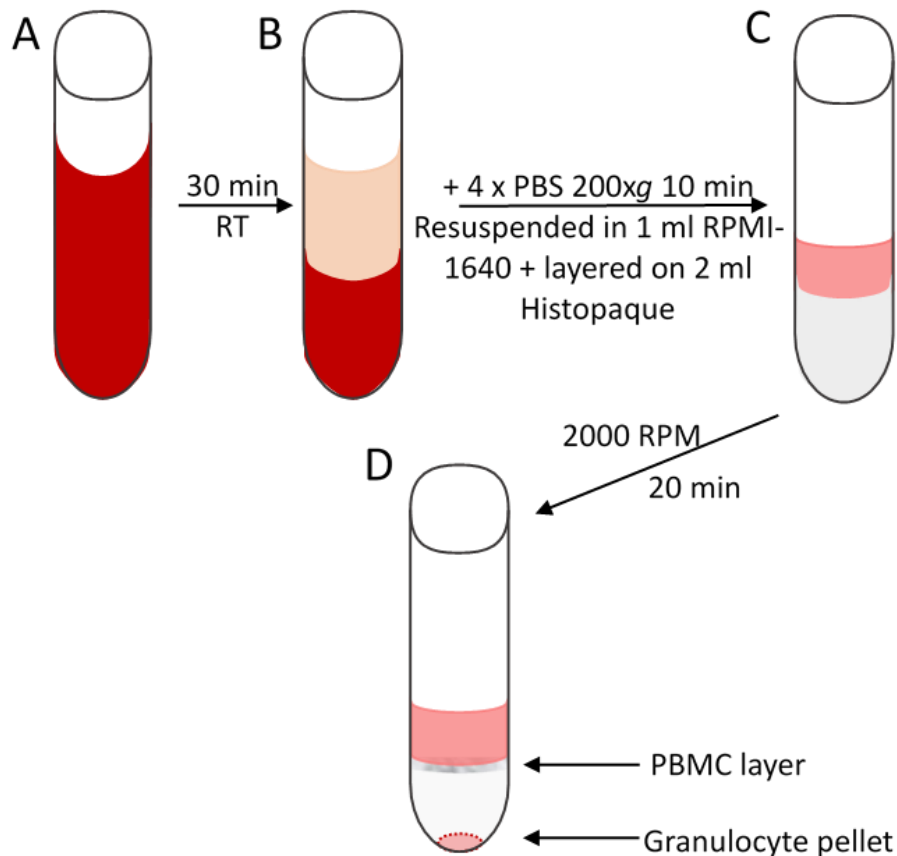 A
B
C
30 min
RT
+ 4 x PBS 200xg 10 min
Resuspended in 1 ml RPMI-
1640 + layered on 2 ml
Histopaque
2000 RPM
20 min
D
PBMC layer
Granulocyte pellet